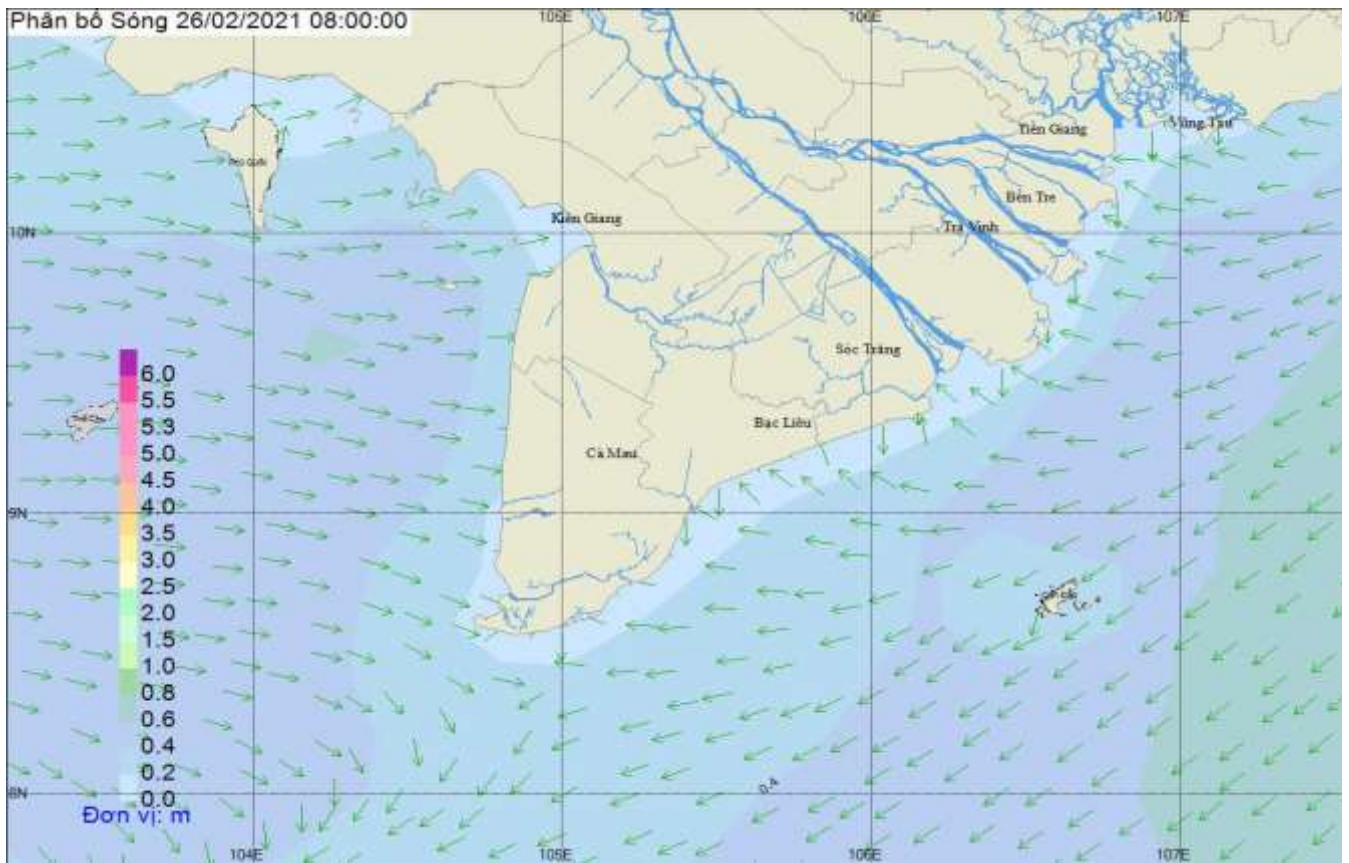 Phân bố Sóng 26/02/2021 08:00:00
105E
106E
107E
Tiền Giang
Vũng Tàu
Bến Tre
Kiên Giang
Trà Vinh
10N
Sóc Trăng
Bạc Liêu
Cà Mau
9N
6.0
5.5
5.3
5.0
4.5
4.0
3.5
3.0
2.5
2.0
1.5
1.0
0.8
0.6
0.4
0.2
0.0
0.4
8N
Đơn vị: m
104E
105E
106E
107E